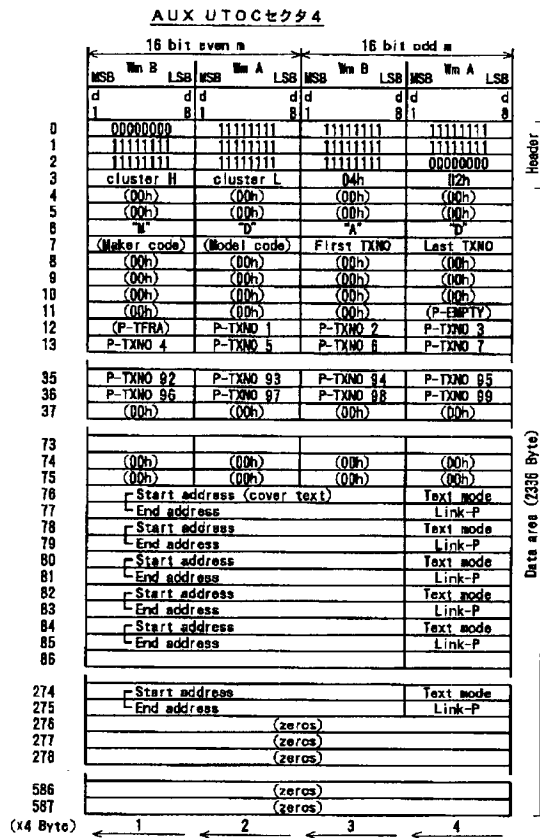 AUX UTOCセクタ4
16 bit even m 16 bit odd m
MSB Wm B LSB MSB Wm A LSB MSB Wm B LSB MSB Wm A LSB
d d d d d d d d
1 8 1 8 1 8 1 8
0 00000000 11111111 11111111 11111111
1 11111111 11111111 11111111 11111111
2 11111111 11111111 11111111 00000000
3 cluster H cluster L 04h 02h
4 (00h) (00h) (00h) (00h)
5 (00h) (00h) (00h) (00h)
6 "M" "D" "A" "D"
7 (Maker code) (Model code) First TXNO Last TXNO
8 (00h) (00h) (00h) (00h)
9 (00h) (00h) (00h) (00h)
10 (00h) (00h) (00h) (00h)
11 (00h) (00h) (00h) (P-EMPTY)
12 (P-TFRA) P-TXNO 1 P-TXNO 2 P-TXNO 3
13 P-TXNO 4 P-TXNO 5 P-TXNO 6 P-TXNO 7
35 P-TXNO 92 P-TXNO 93 P-TXNO 94 P-TXNO 95
36 P-TXNO 96 P-TXNO 97 P-TXNO 98 P-TXNO 99
37 (00h) (00h) (00h) (00h)
73
74 (00h) (00h) (00h) (00h)
75 (00h) (00h) (00h) (00h)
76 Start address (cover text) Text mode
77 End address Link-P
78 Start address Text mode
79 End address Link-P
80 Start address Text mode
81 End address Link-P
82 Start address Text mode
83 End address Link-P
84 Start address Text mode
85 End address Link-P
86
274 Start address Text mode
275 End address Link-P
276 (zeros)
277 (zeros)
278 (zeros)
586 (zeros)
587 (zeros)
(x4 Byte) 1 2 3 4
Header
Data area (2336 Byte)